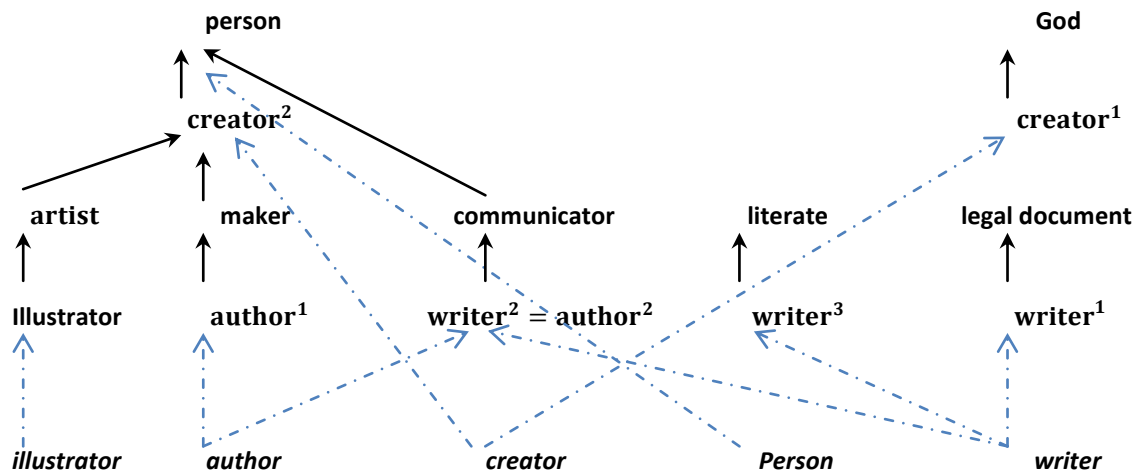 person God
creator² creator¹
artist maker communicator literate legal document
Illustrator author¹ writer² = author² writer³ writer¹
illustrator author creator Person writer